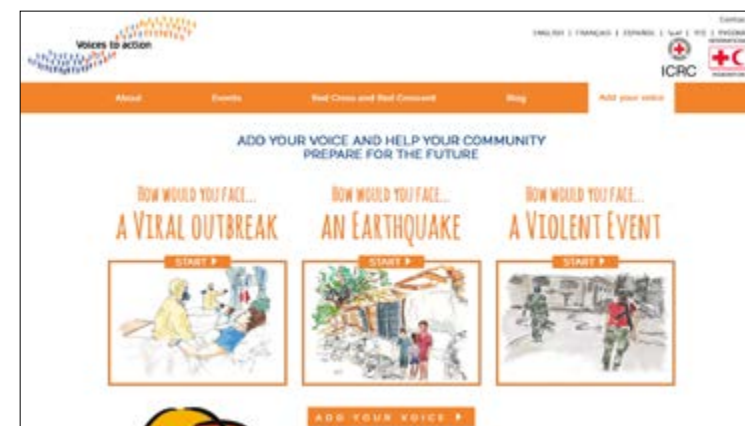 Voices to action
ENGLISH | FRANÇAIS | ESPAÑOL |
ICRC
About Events Red Cross and Red Crescent Blog Add your voice
ADD YOUR VOICE AND HELP YOUR COMMUNITY
PREPARE FOR THE FUTURE
HOW WOULD YOU FACE...
A VIRAL OUTBREAK
START
HOW WOULD YOU FACE...
AN EARTHQUAKE
START
HOW WOULD YOU FACE...
A VIOLENT EVENT
START
ADD YOUR VOICE